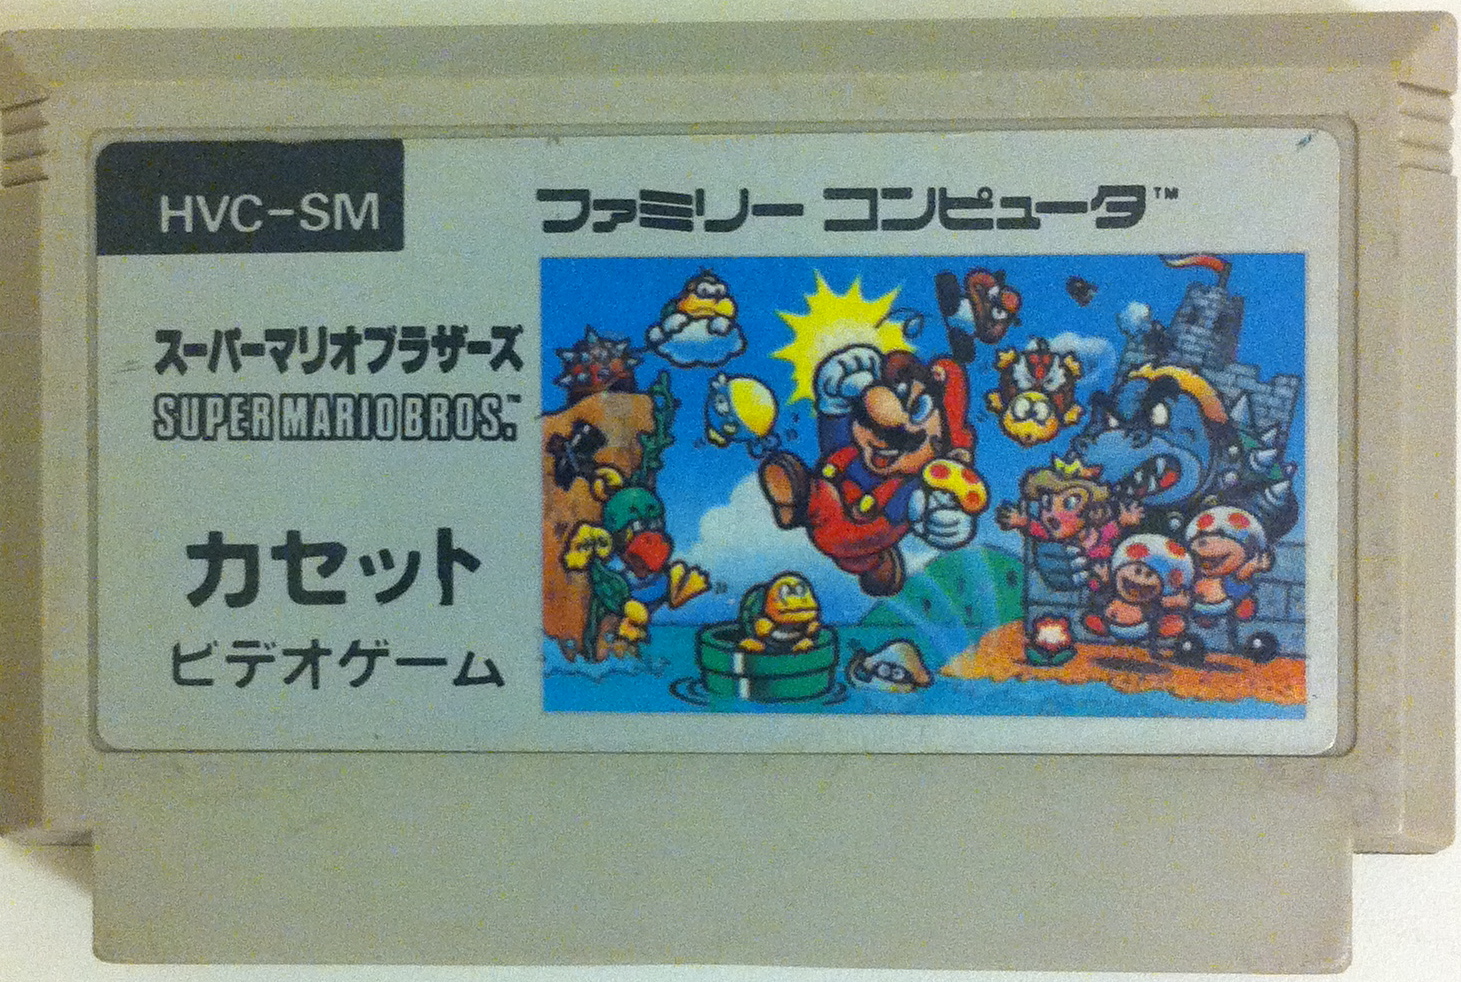 HVC-SM
ファミリー コンピュータ™
スーパーマリオブラザーズ
SUPER MARIO BROS.™
カセット
ビデオゲーム